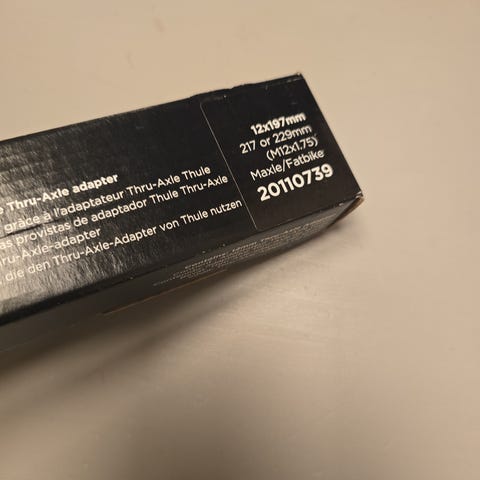 Thru-Axle adapter
grâce à l'adaptateur Thru-Axle Thule
as provistas de adaptador Thule Thru-Axle
ru-Axle-adapter
die den Thru-Axle-Adapter von Thule nutzen
12x197mm
217 or 229mm
(M12x1.75)
Maxle/Fatbike
20110739